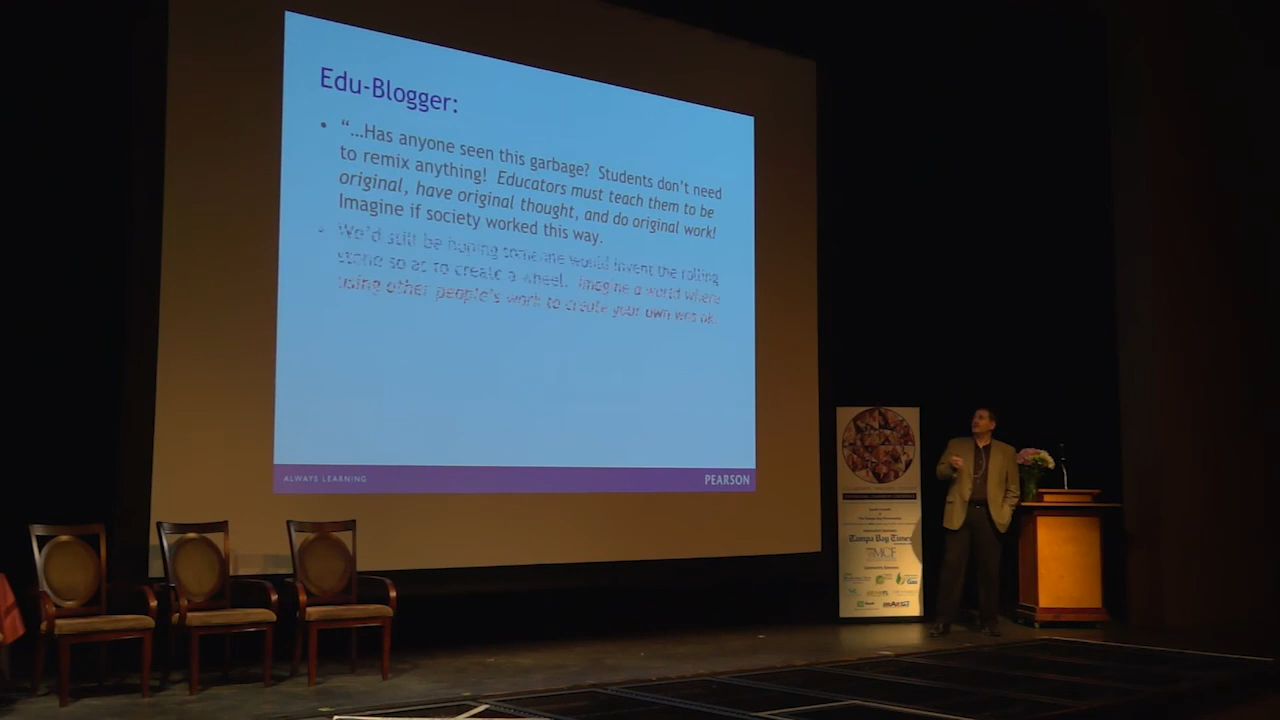 Edu-Blogger:
• “…Has anyone seen this garbage? Students don’t need
to remix anything! Educators must teach them to be
original, have original thought, and do original work!
Imagine if society worked this way.
• We’d still be hoping someone would invent the rolling
stone so as to create a wheel. Imagine a world where
using other people’s work to create your own was ok.
ALWAYS LEARNING
PEARSON
Tampa Bay Times
MCF